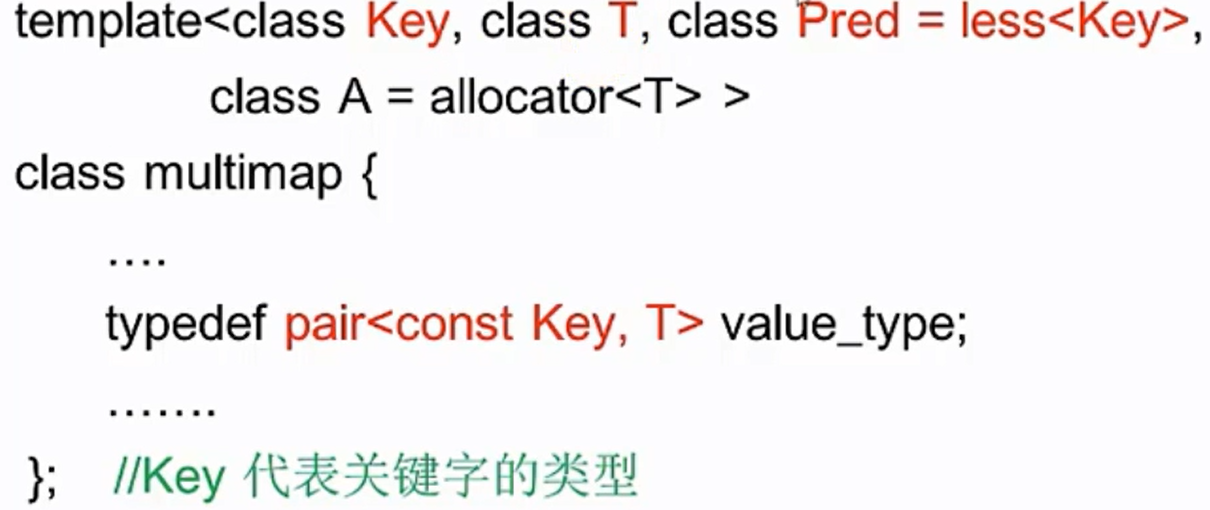 template<class Key, class T, class Pred = less<Key>,
class A = allocator<T> >
class multimap {
....
typedef pair<const Key, T> value_type;
.......
}; //Key 代表关键字的类型